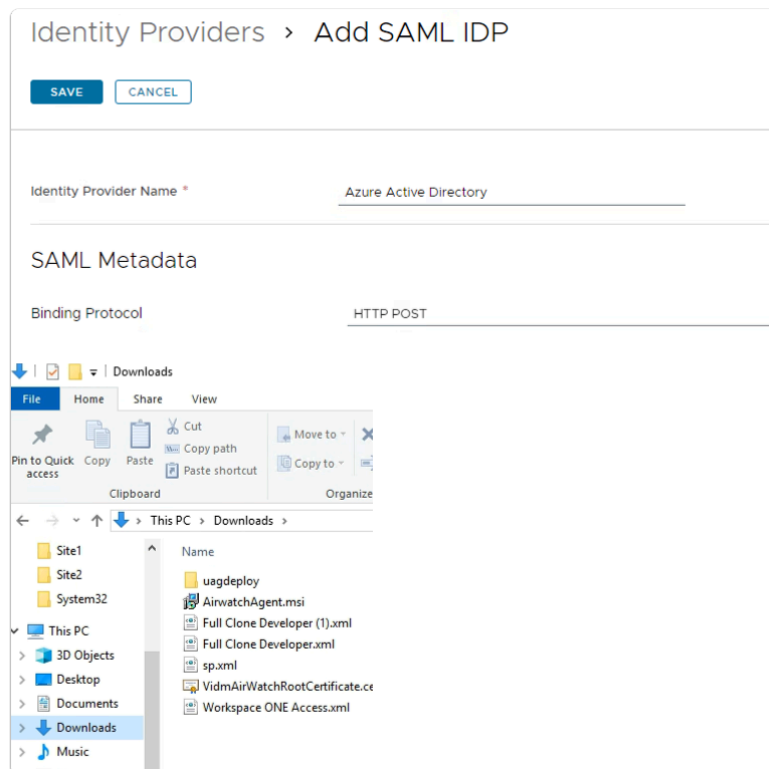 Identity Providers > Add SAML IDP
SAVE CANCEL
Identity Provider Name * Azure Active Directory
SAML Metadata
Binding Protocol HTTP POST
Downloads
File Home Share View
Pin to Quick access
Copy
Paste
Cut
Copy path
Paste shortcut
Move to
Copy to
Clipboard Organize
This PC > Downloads >
Site1
Site2
System32
This PC
3D Objects
Desktop
Documents
Downloads
Music
Name
uagdeploy
AirwatchAgent.msi
Full Clone Developer (1).xml
Full Clone Developer.xml
sp.xml
VidmAirWatchRootCertificate.ce
Workspace ONE Access.xml